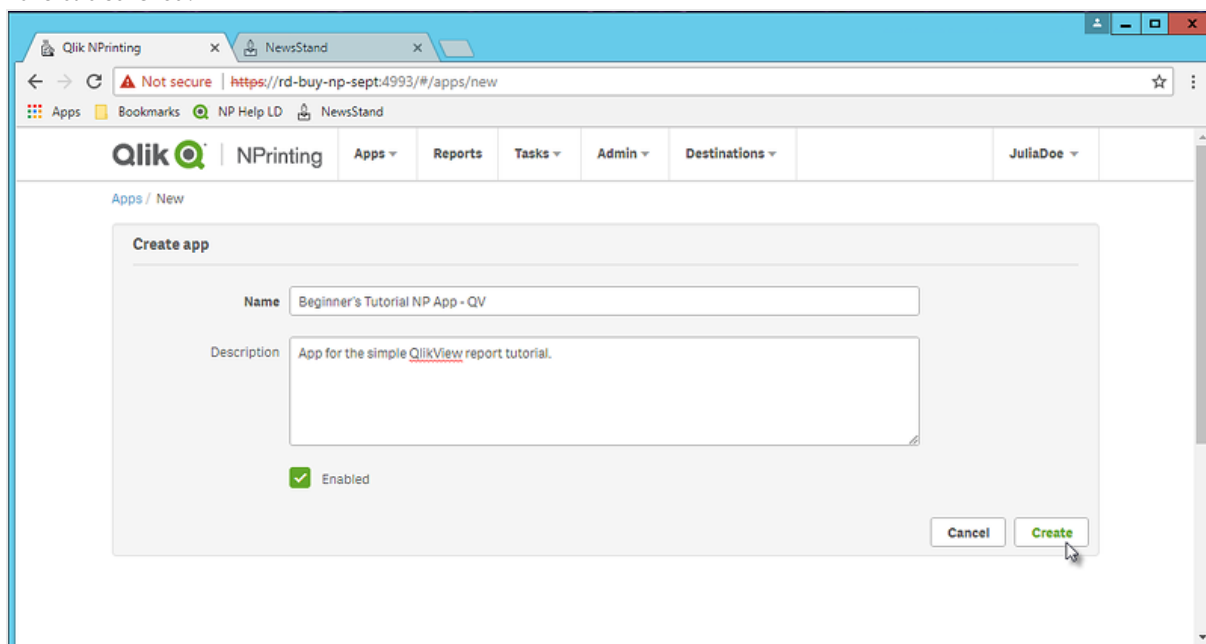 Qlik NPrinting
NewsStand
Not secure | https://rd-buy-np-sept:4993/#/apps/new
Apps Bookmarks NP Help LD NewsStand
Qlik NPrinting Apps Reports Tasks Admin Destinations JuliaDoe
Apps / New
Create app
Name Beginner's Tutorial NP App - QV
Description App for the simple QlikView report tutorial.
Enabled
Cancel Create